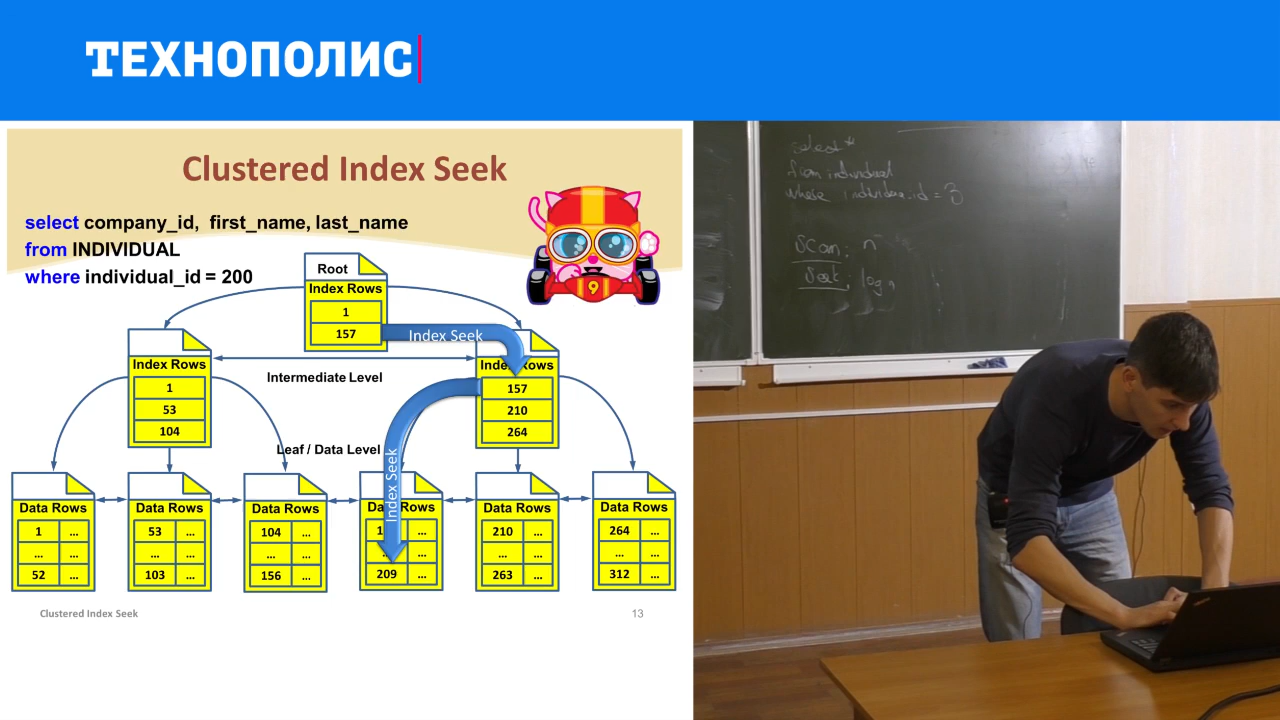 ТЕХНОПОЛИС
Clustered Index Seek
select company_id, first_name, last_name
from INDIVIDUAL
where individual_id = 200
Root
Index Rows
1
157
Index Seek
Index Rows
1
53
104
Intermediate Level
Index Rows
157
210
264
Leaf / Data Level
Index Seek
Data Rows
1 ...
... ...
52 ...
Data Rows
53 ...
... ...
103 ...
Data Rows
104 ...
... ...
156 ...
Rows
...
...
209 ...
Data Rows
210 ...
... ...
263 ...
Data Rows
264 ...
... ...
312 ...
9
Clustered Index Seek
13
select *
from individual
where individua_id = 3
Scan: n
Seek: log n